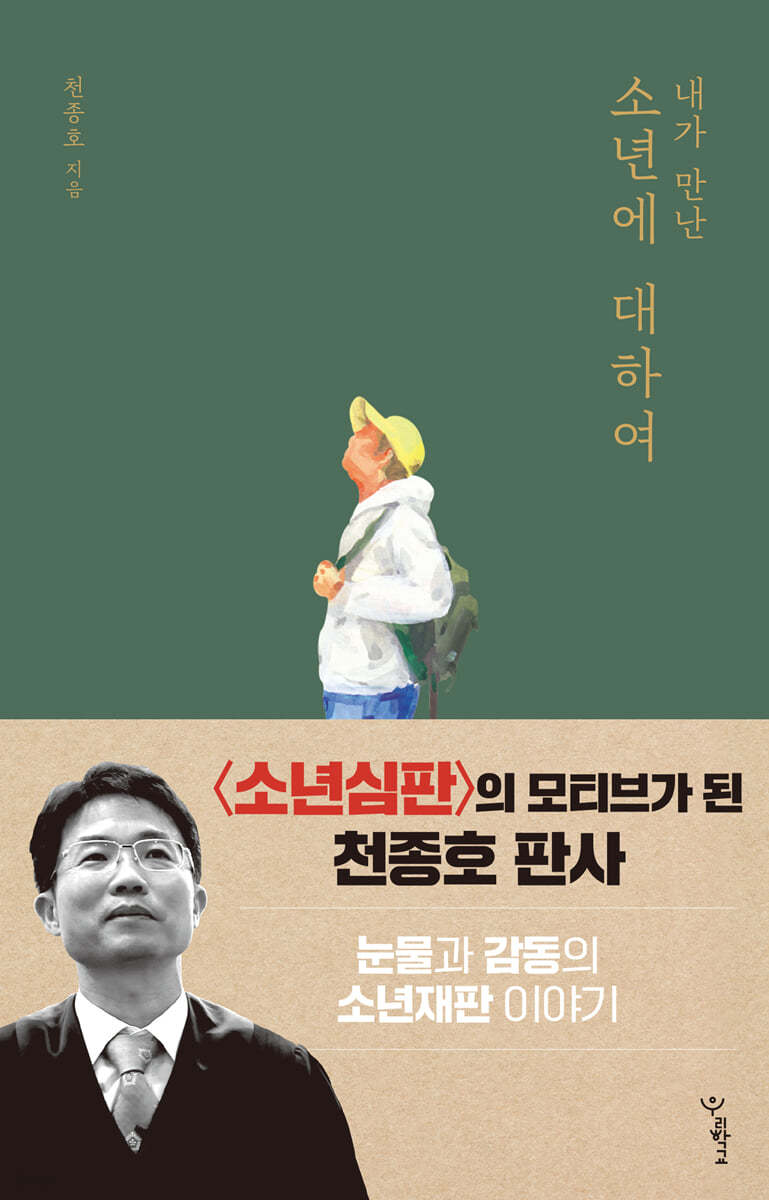 내가 만난
소년에 대하여
천종호 지음
<소년심판>의 모티브가 된
천종호 판사
눈물과 감동의
소년재판 이야기
우리학교